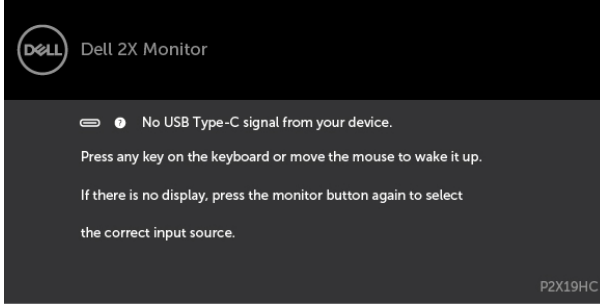 DELL
Dell 2X Monitor
? No USB Type-C signal from your device.
Press any key on the keyboard or move the mouse to wake it up.
If there is no display, press the monitor button again to select
the correct input source.
P2X19HC